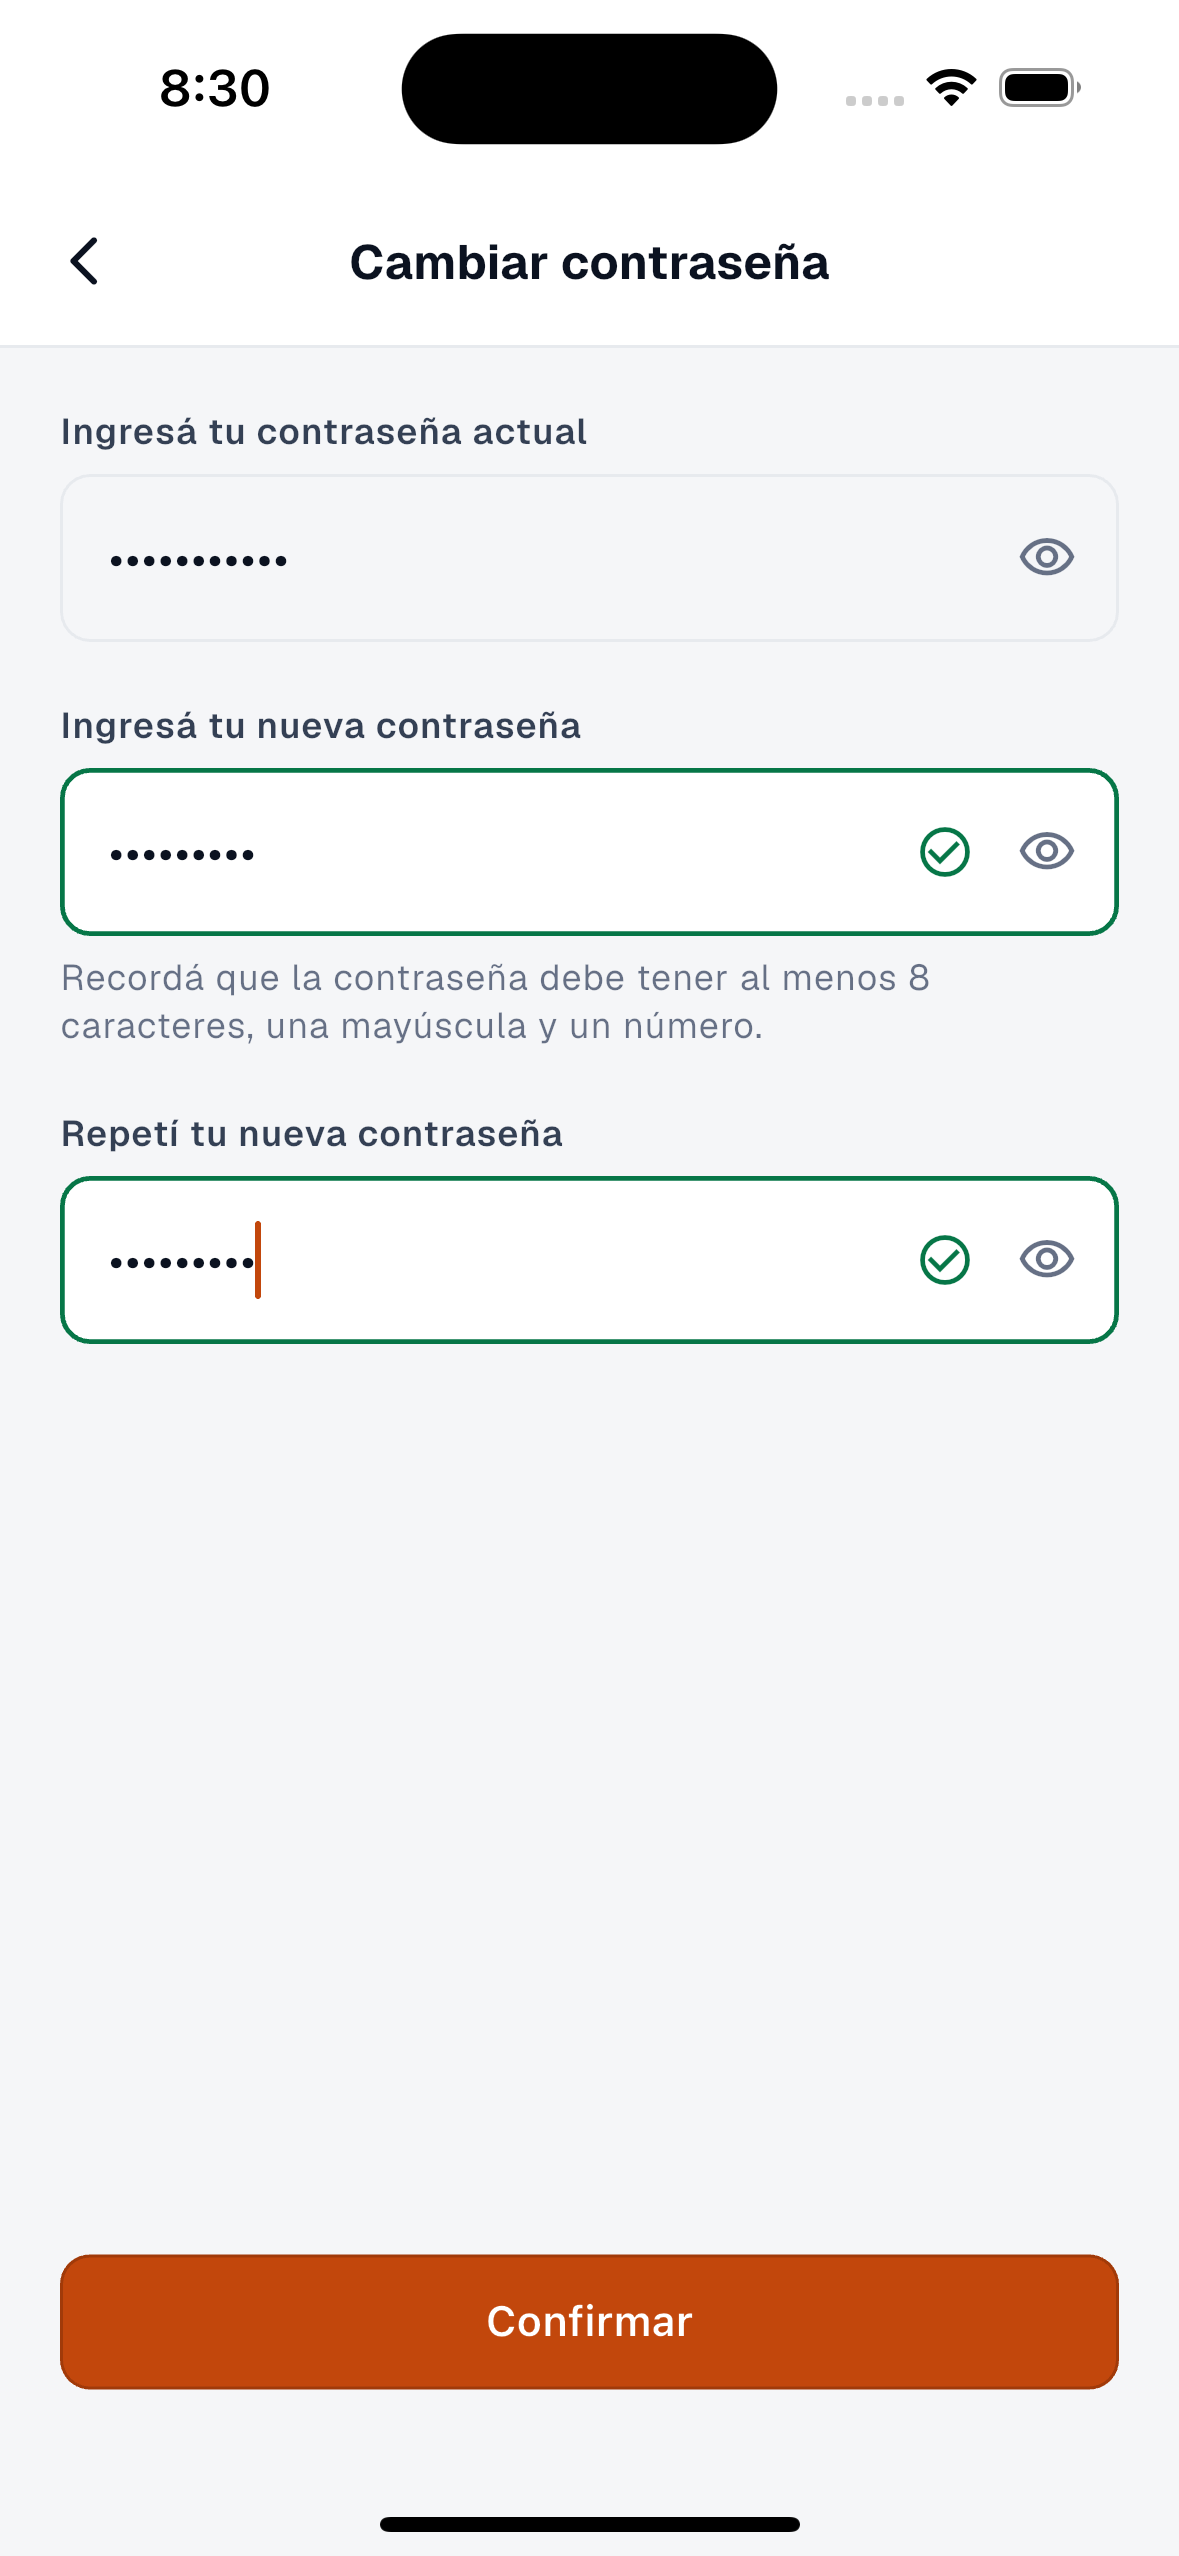 8:30
Cambiar contraseña
Ingresá tu contraseña actual
•••••••••••
Ingresá tu nueva contraseña
•••••••••
Recordá que la contraseña debe tener al menos 8
caracteres, una mayúscula y un número.
Repetí tu nueva contraseña
•••••••••
Confirmar